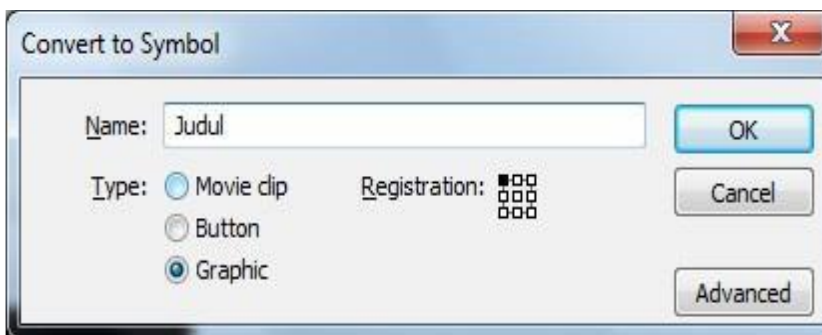 Convert to Symbol
X
Name: Judul
OK
Type: Movie clip
Registration:
Cancel
Button
Graphic
Advanced